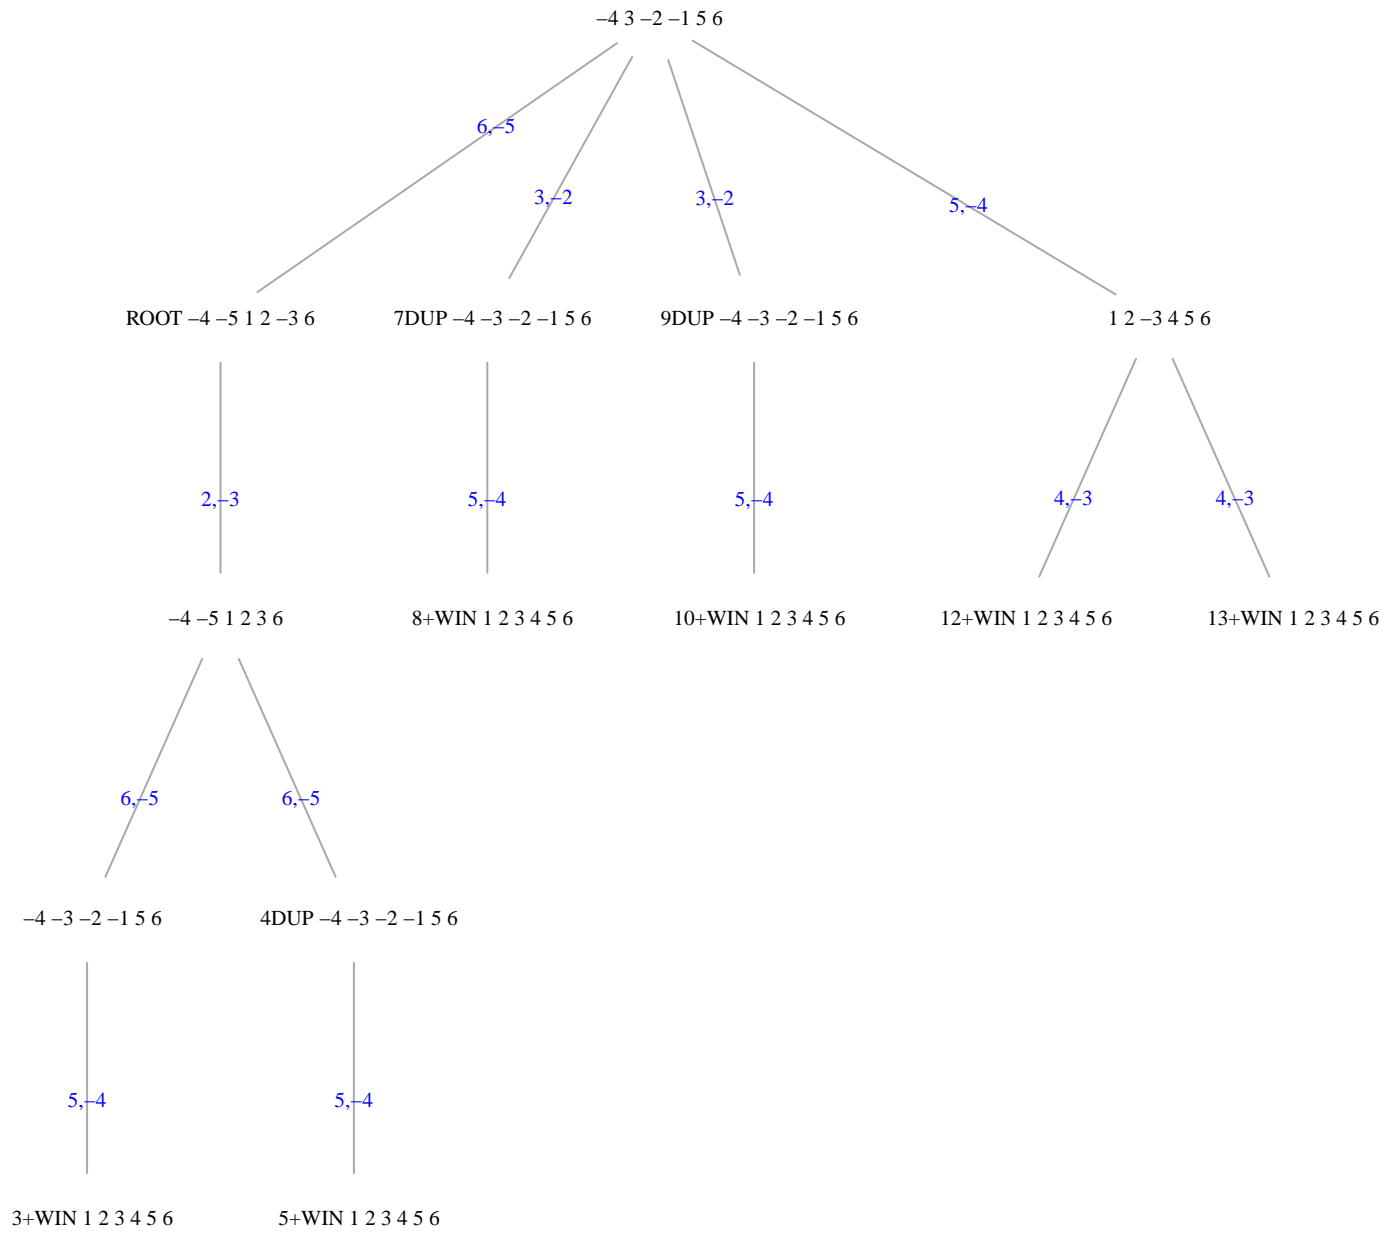 −4 3 −2 −1 5 6
6,−5
3,−2
3,−2
5,−4
ROOT −4 −5 1 2 −3 6
7DUP −4 −3 −2 −1 5 6
9DUP −4 −3 −2 −1 5 6
1 2 −3 4 5 6
2,−3
5,−4
5,−4
4,−3
4,−3
−4 −5 1 2 3 6
8+WIN 1 2 3 4 5 6
10+WIN 1 2 3 4 5 6
12+WIN 1 2 3 4 5 6
13+WIN 1 2 3 4 5 6
6,−5
6,−5
−4 −3 −2 −1 5 6
4DUP −4 −3 −2 −1 5 6
5,−4
5,−4
3+WIN 1 2 3 4 5 6
5+WIN 1 2 3 4 5 6